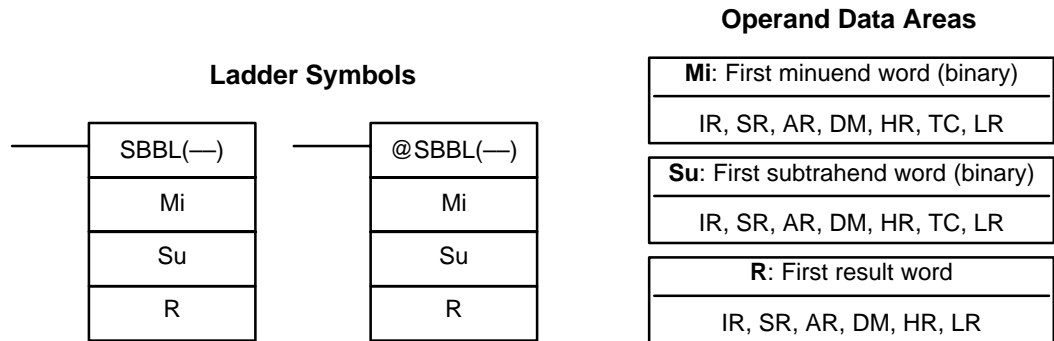 Ladder Symbols
SBBL(—)
Mi
Su
R
@SBBL(—)
Mi
Su
R
Operand Data Areas
Mi: First minuend word (binary)
IR, SR, AR, DM, HR, TC, LR
Su: First subtrahend word (binary)
IR, SR, AR, DM, HR, TC, LR
R: First result word
IR, SR, AR, DM, HR, LR